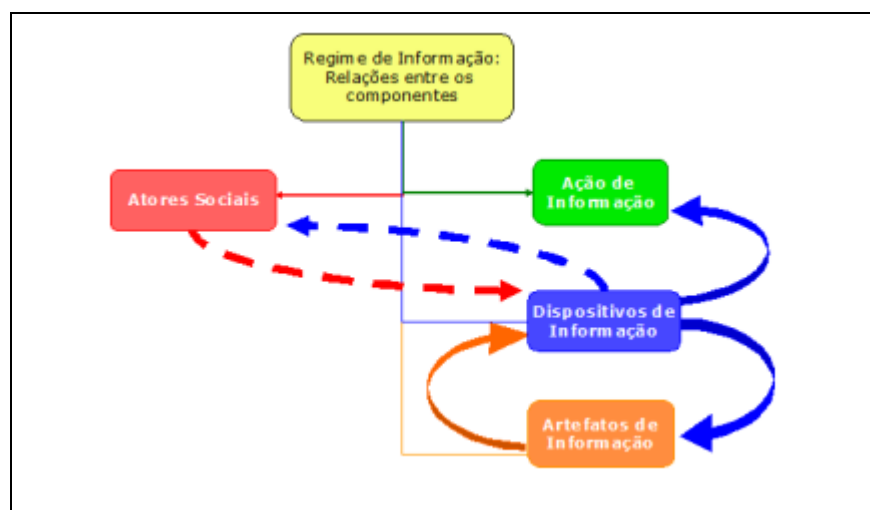 Regime de Informação:
Relações entre os
componentes
Atores Sociais
Ação de
Informação
Dispositivos de
Informação
Artefatos de
Informação